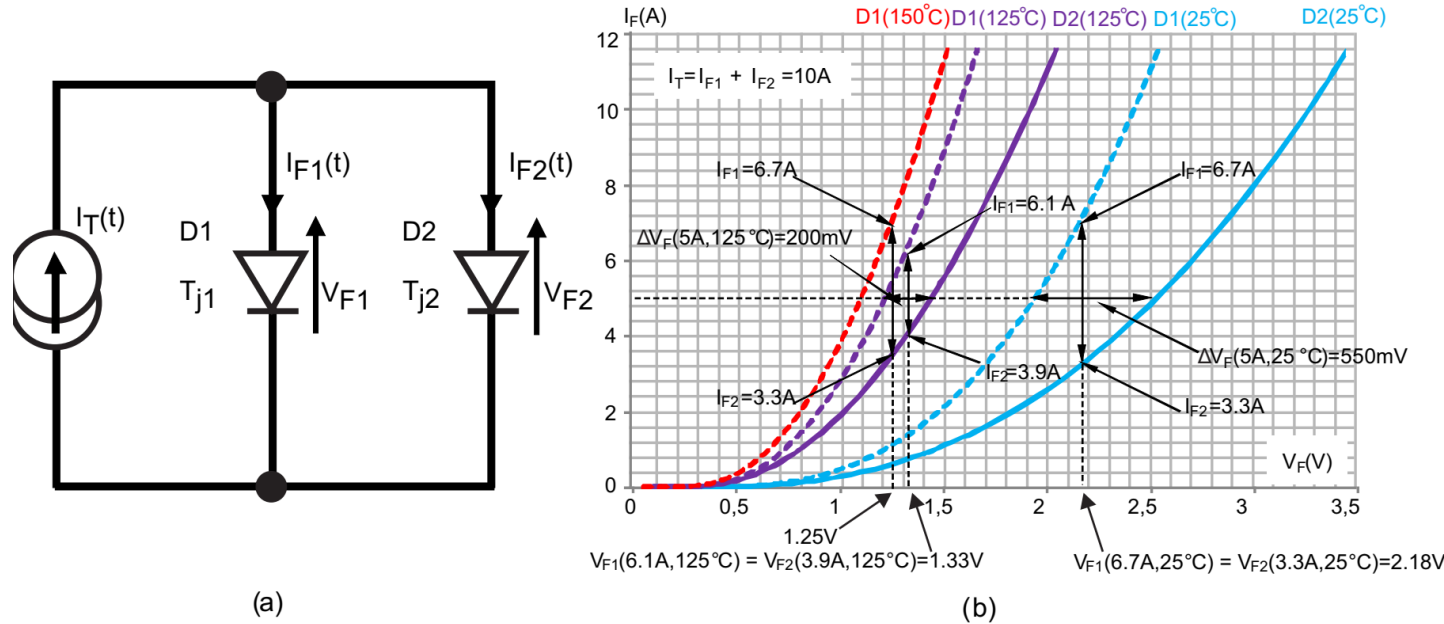 I_T(t)
I_F1(t)
I_F2(t)
D1
D2
T_j1
V_F1
T_j2
V_F2
(a)
I_F(A)
D1(150°C) D1(125°C) D2(125°C) D1(25°C) D2(25°C)
12
10
8
6
4
2
0
I_T=I_F1 + I_F2 =10A
I_F1=6.7A
I_F1=6.1 A
I_F1=6.7A
ΔV_F(5A,125°C)=200mV
ΔV_F(5A,25°C)=550mV
I_F2=3.9A
I_F2=3.3A
I_F2=3.3A
V_F(V)
0 0,5 1 1,5 2 2,5 3 3,5
1.25V
V_F1(6.1A,125°C) = V_F2(3.9A,125°C)=1.33V
V_F1(6.7A,25°C) = V_F2(3.3A,25°C)=2.18V
(b)